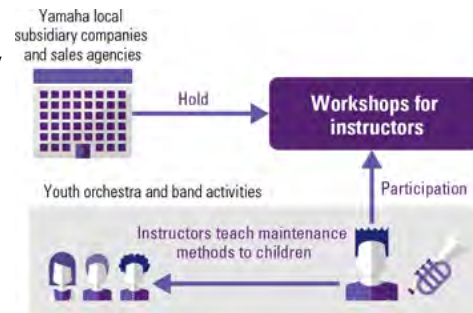 Yamaha local
subsidiary companies
and sales agencies
Hold
Workshops for
instructors
Youth orchestra and band activities
Participation
Instructors teach maintenance
methods to children